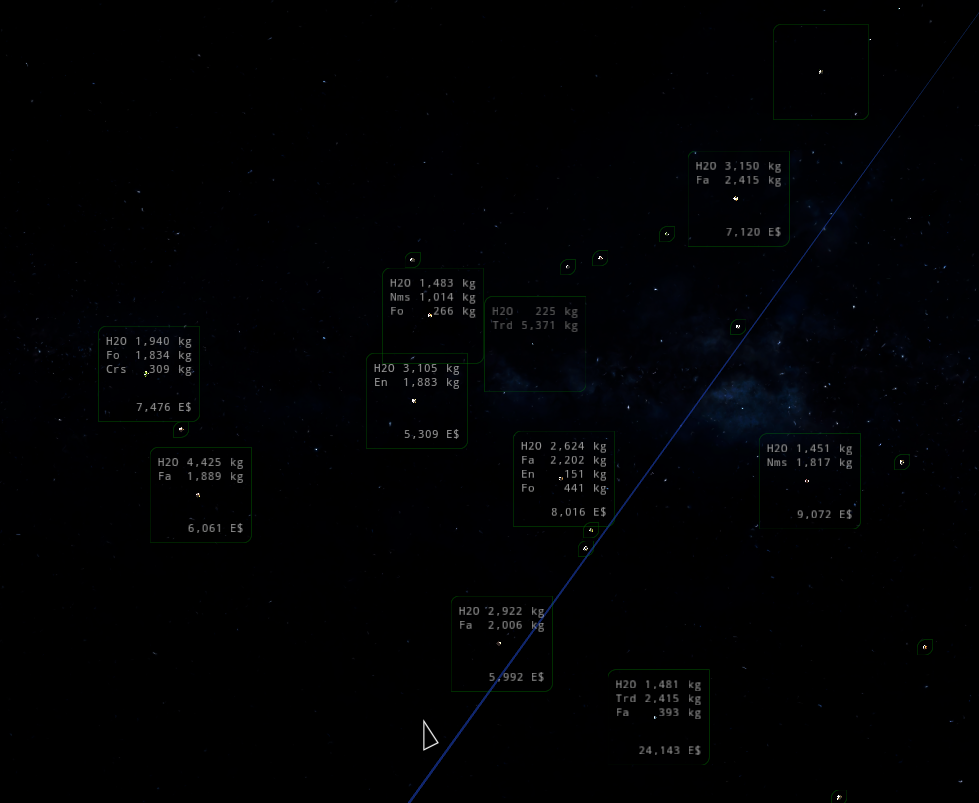 H2O 3,150 kg
Fa 2,415 kg
7,120 E$
H2O 1,483 kg
Nms 1,014 kg
Fo 266 kg
H2O 225 kg
Trd 5,371 kg
H2O 1,940 kg
Fo 1,834 kg
Crs 309 kg
7,476 E$
H2O 3,105 kg
En 1,883 kg
5,309 E$
H2O 2,624 kg
Fa 2,202 kg
En 151 kg
Fo 441 kg
8,016 E$
H2O 1,451 kg
Nms 1,817 kg
9,072 E$
H2O 4,425 kg
Fa 1,889 kg
6,061 E$
H2O 2,922 kg
Fa 2,006 kg
5,992 E$
H2O 1,481 kg
Trd 2,415 kg
Fa 393 kg
24,143 E$